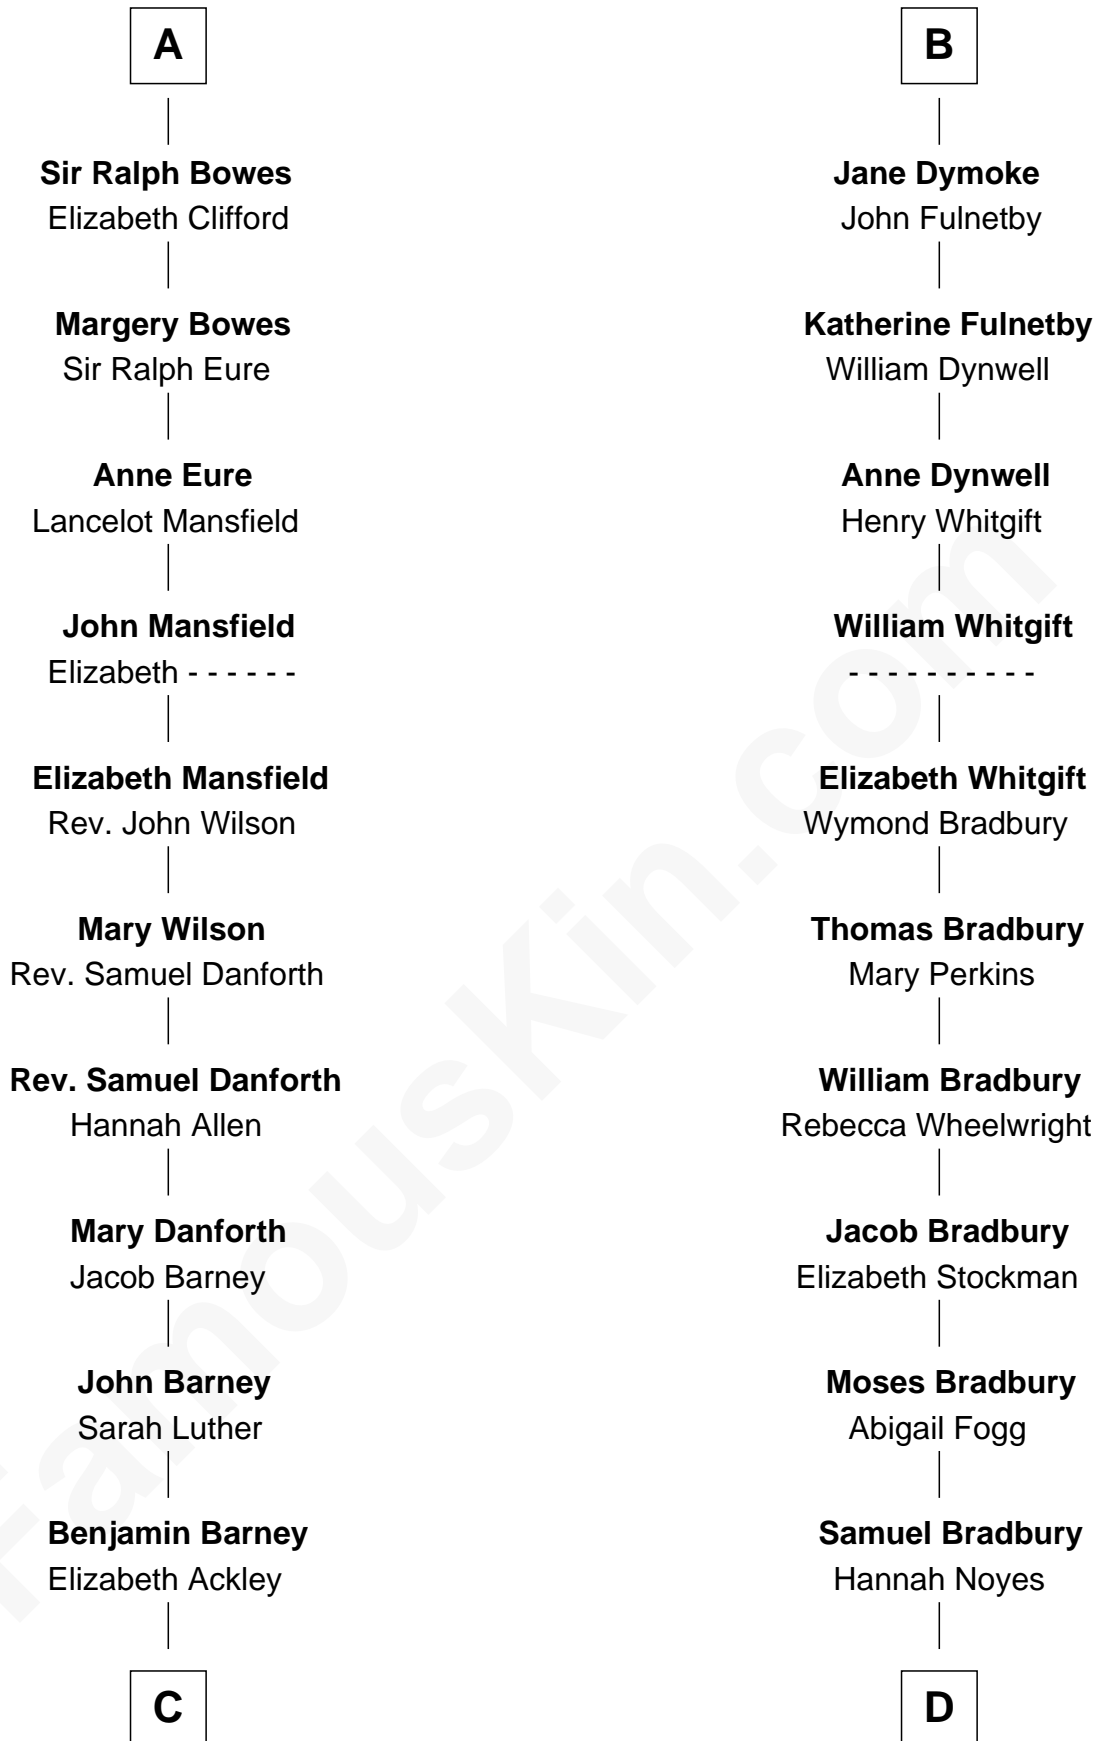 A
Sir Ralph Bowes
Elizabeth Clifford
Margery Bowes
Sir Ralph Eure
Anne Eure
Lancelot Mansfield
John Mansfield
Elizabeth - - - - - -
Elizabeth Mansfield
Rev. John Wilson
Mary Wilson
Rev. Samuel Danforth
Rev. Samuel Danforth
Hannah Allen
Mary Danforth
Jacob Barney
John Barney
Sarah Luther
Benjamin Barney
Elizabeth Ackley
C
B
Jane Dymoke
John Fulnetby
Katherine Fulnetby
William Dynwell
Anne Dynwell
Henry Whitgift
William Whitgift
- - - - - - - - - -
Elizabeth Whitgift
Wymond Bradbury
Thomas Bradbury
Mary Perkins
William Bradbury
Rebecca Wheelwright
Jacob Bradbury
Elizabeth Stockman
Moses Bradbury
Abigail Fogg
Samuel Bradbury
Hannah Noyes
D
FamousKin.com